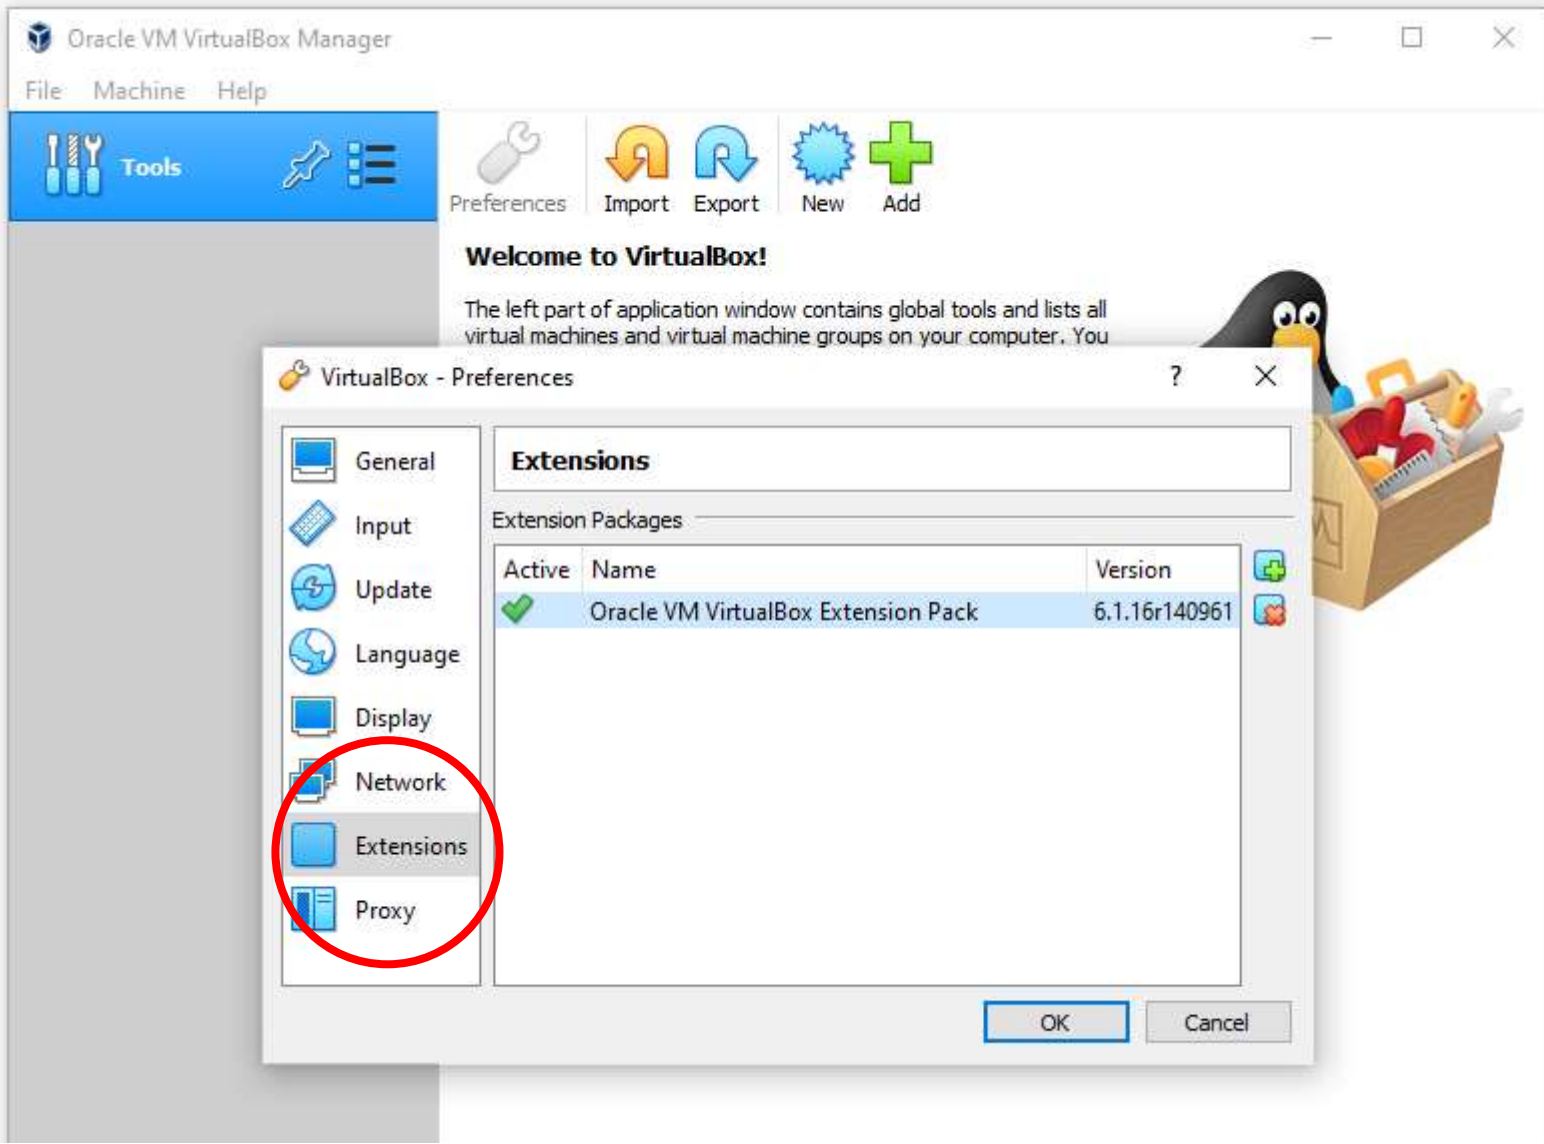 Oracle VM VirtualBox Manager
File Machine Help
Tools
Preferences Import Export New Add
Welcome to VirtualBox!
The left part of application window contains global tools and lists all
virtual machines and virtual machine groups on your computer. You
VirtualBox - Preferences ?
General
Input
Update
Language
Display
Network
Extensions
Proxy
Extensions
Extension Packages
Active Name Version
Oracle VM VirtualBox Extension Pack 6.1.16r140961
OK Cancel